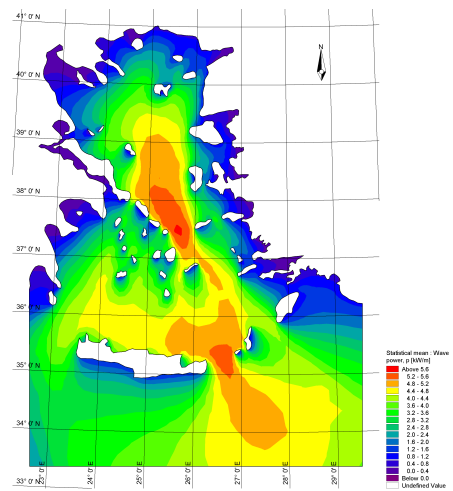 41° 0' N
N
40° 0' N
39° 0' N
38° 0' N
37° 0' N
36° 0' N
35° 0' N
34° 0' N
33° 0' N
23° 0' E
24° 0' E
25° 0' E
26° 0' E
27° 0' E
28° 0' E
29° 0' E
Statistical mean : Wave
power, p [kW/m]
Above 5.6
5.2 - 5.6
4.8 - 5.2
4.4 - 4.8
4.0 - 4.4
3.6 - 4.0
3.2 - 3.6
2.8 - 3.2
2.4 - 2.8
2.0 - 2.4
1.6 - 2.0
1.2 - 1.6
0.8 - 1.2
0.4 - 0.8
0.0 - 0.4
Below 0.0
Undefined Value